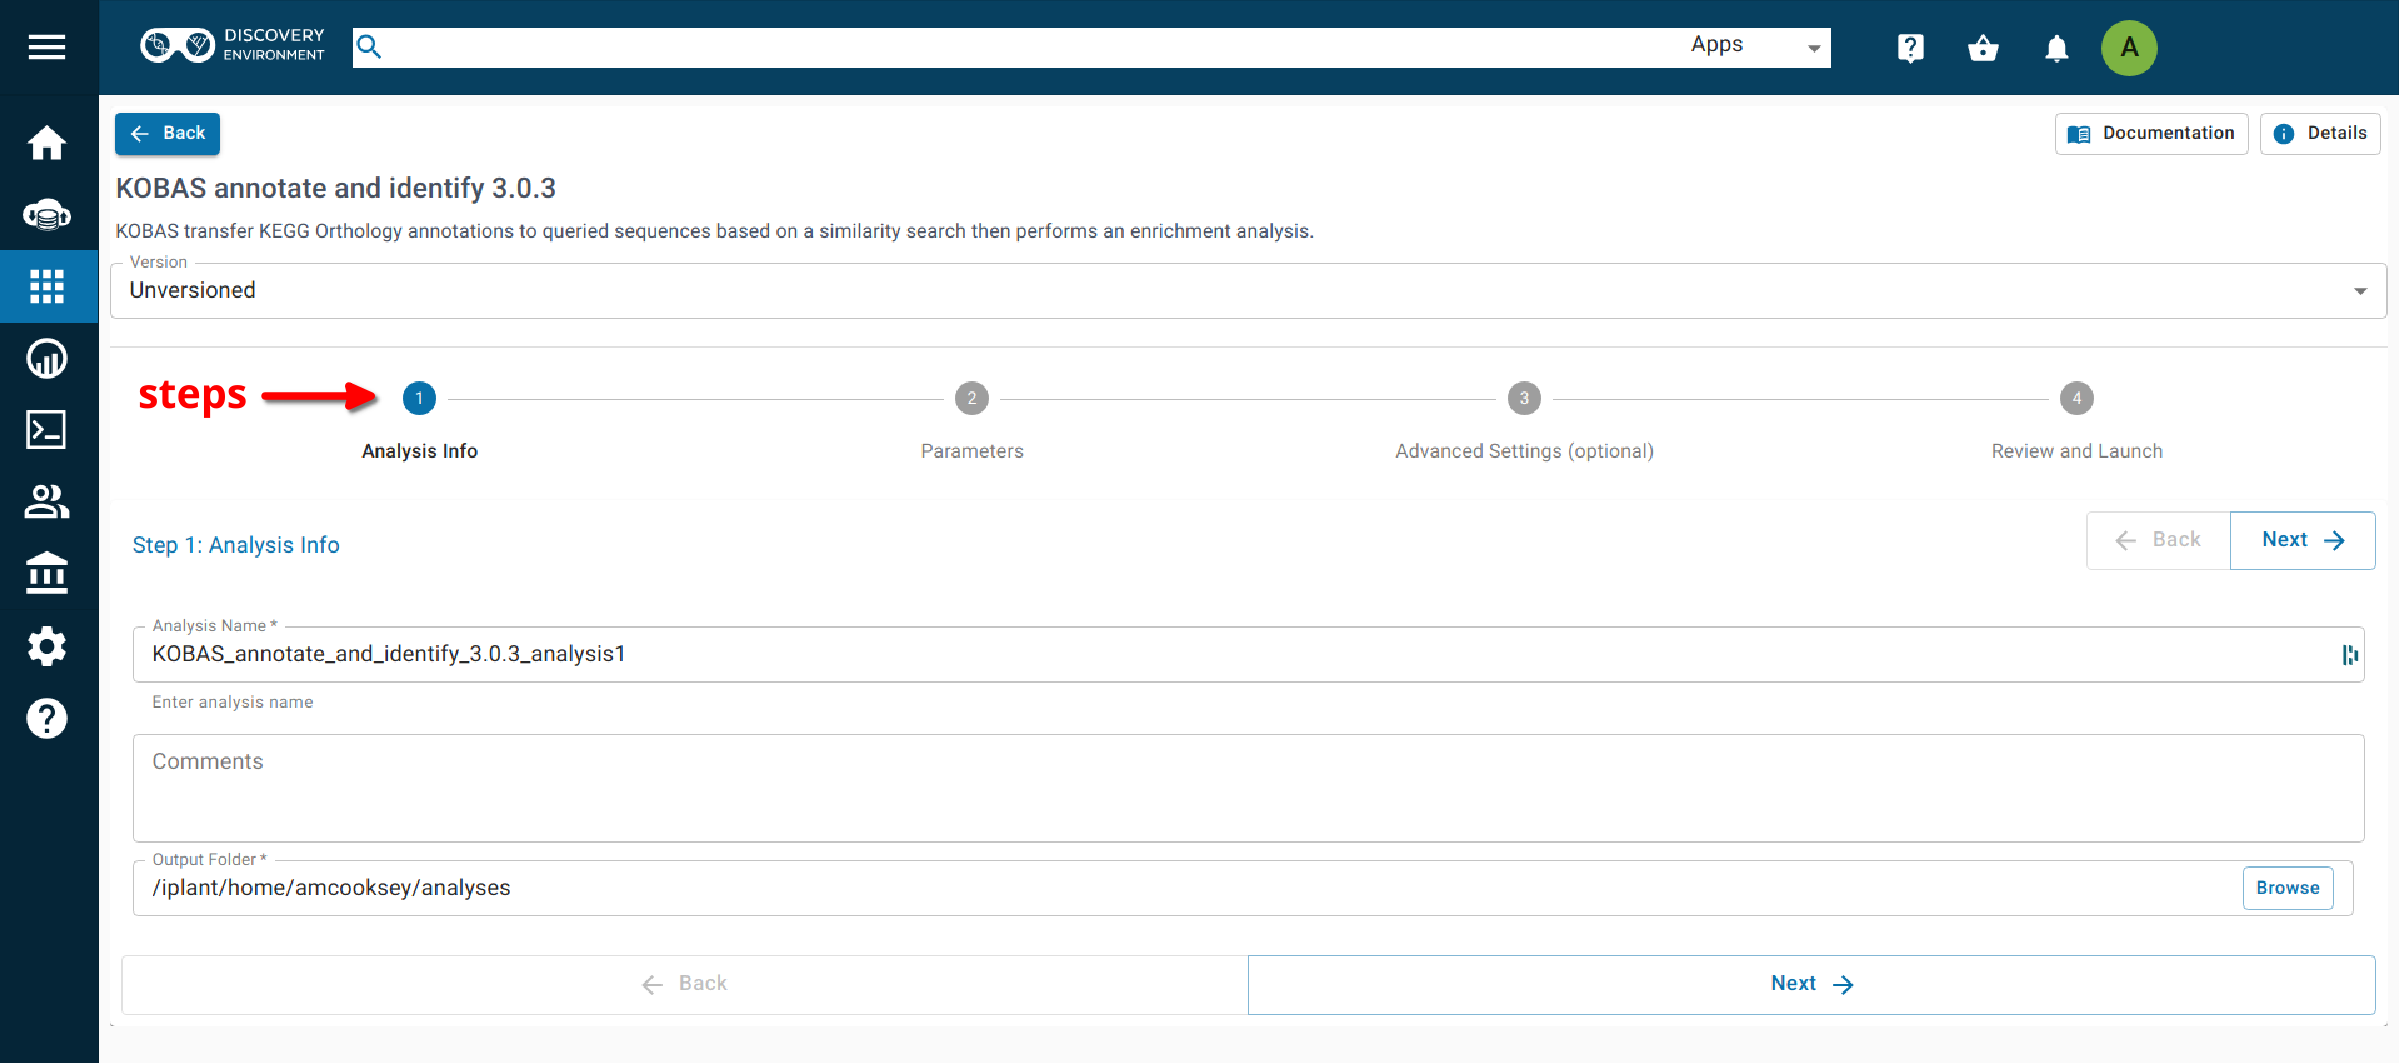 DISCOVERY
ENVIRONMENT
Apps
A
Back
Documentation
Details
KOBAS annotate and identify 3.0.3
KOBAS transfer KEGG Orthology annotations to queried sequences based on a similarity search then performs an enrichment analysis.
Version
Unversioned
steps
1
2
3
4
Analysis Info
Parameters
Advanced Settings (optional)
Review and Launch
Step 1: Analysis Info
Back
Next
Analysis Name *
KOBAS_annotate_and_identify_3.0.3_analysis1
Enter analysis name
Comments
Output Folder *
/iplant/home/amcooksey/analyses
Browse
Back
Next